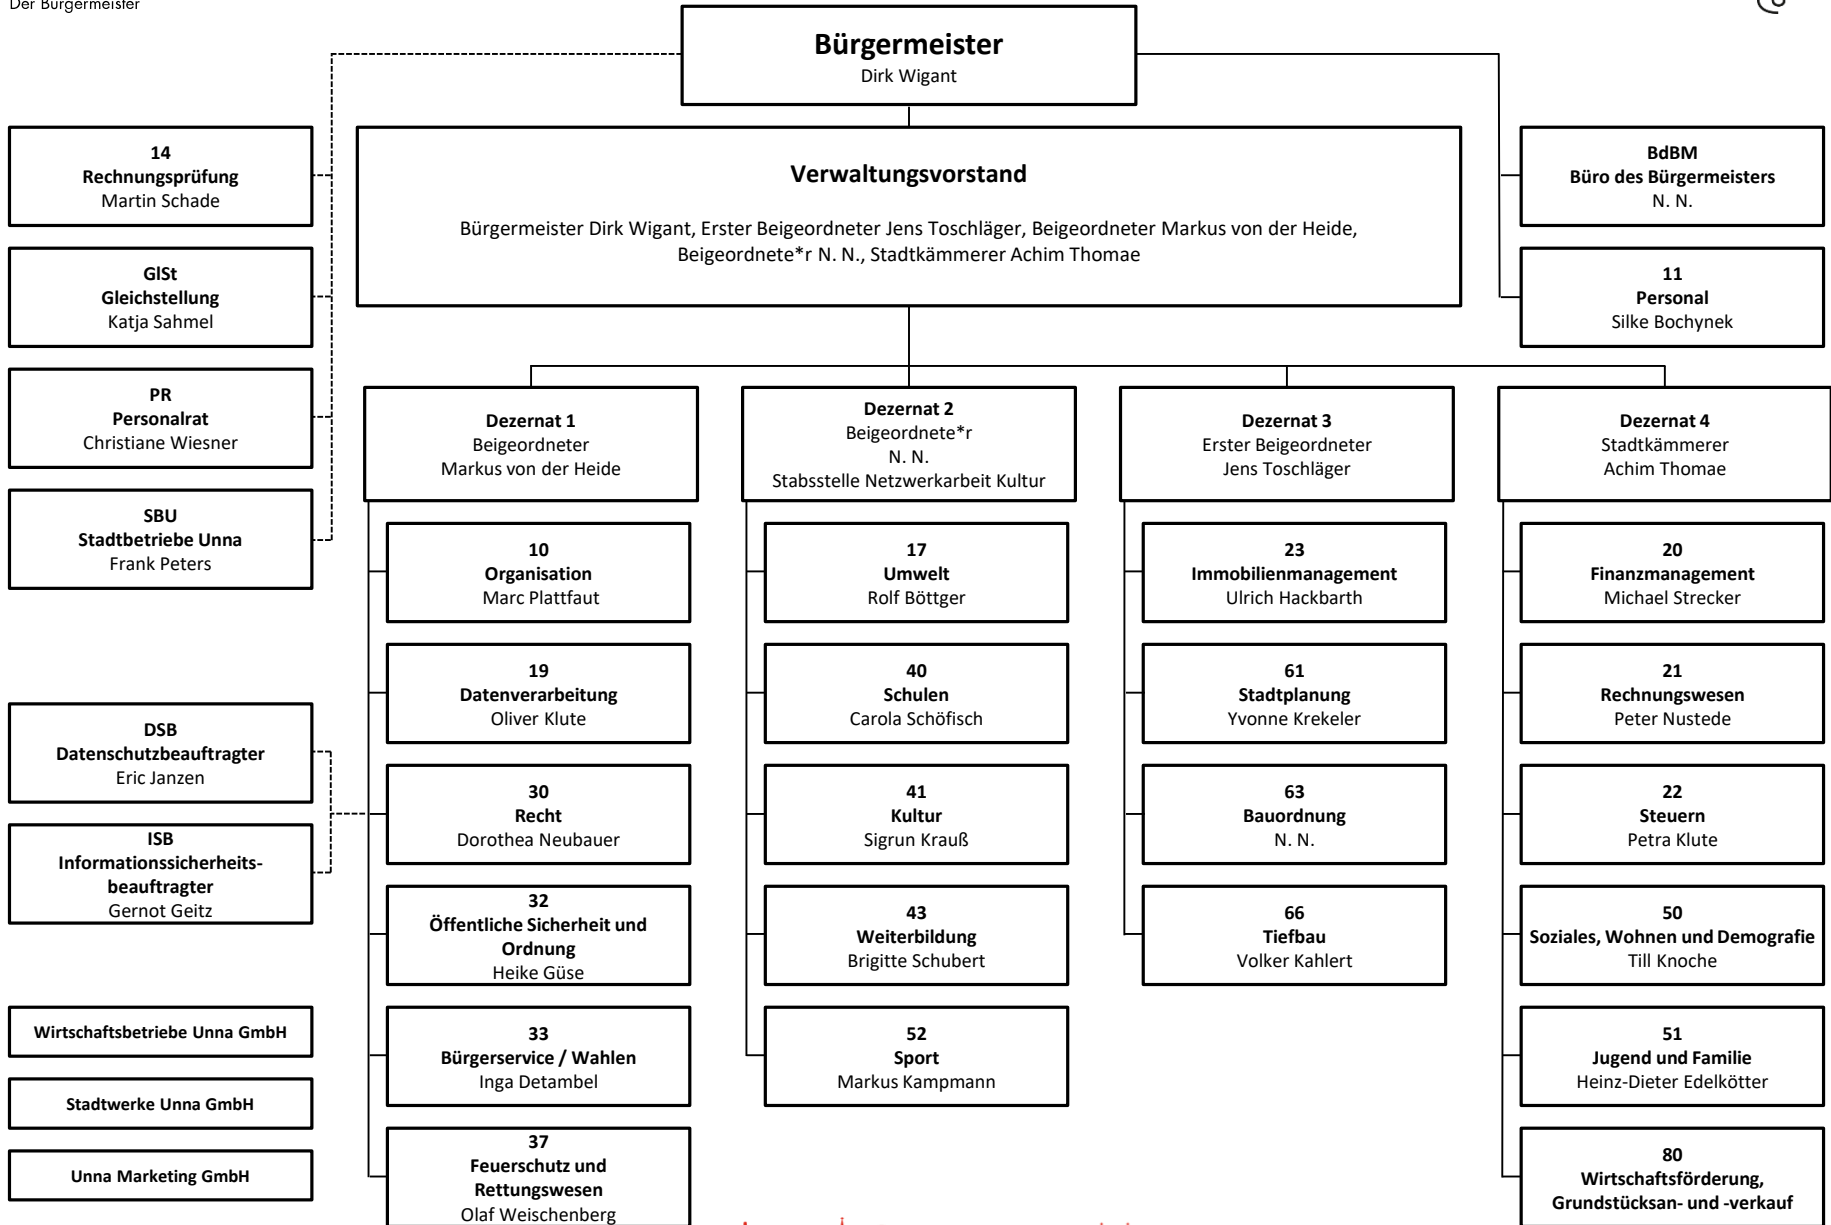 Der Bürgermeister
Bürgermeister
Dirk Wigant
14
Rechnungsprüfung
Martin Schade
GlSt
Gleichstellung
Katja Sahmel
PR
Personalrat
Christiane Wiesner
SBU
Stadtbetriebe Unna
Frank Peters
DSB
Datenschutzbeauftragter
Eric Janzen
ISB
Informationssicherheits-
beauftragter
Gernot Geitz
Wirtschaftsbetriebe Unna GmbH
Stadtwerke Unna GmbH
Unna Marketing GmbH
Verwaltungsvorstand
Bürgermeister Dirk Wigant, Erster Beigeordneter Jens Toschläger, Beigeordneter Markus von der Heide,
Beigeordnete*r N. N., Stadtkämmerer Achim Thomae
BdBM
Büro des Bürgermeisters
N. N.
11
Personal
Silke Bochynek
Dezernat 1
Beigeordneter
Markus von der Heide
10
Organisation
Marc Plattfaut
19
Datenverarbeitung
Oliver Klute
30
Recht
Dorothea Neubauer
32
Öffentliche Sicherheit und
Ordnung
Heike Güse
33
Bürgerservice / Wahlen
Inga Detambel
37
Feuerschutz und
Rettungswesen
Olaf Weischenberg
Dezernat 2
Beigeordnete*r
N. N.
Stabsstelle Netzwerkarbeit Kultur
17
Umwelt
Rolf Böttger
40
Schulen
Carola Schöfisch
41
Kultur
Sigrun Krauß
43
Weiterbildung
Brigitte Schubert
52
Sport
Markus Kampmann
Dezernat 3
Erster Beigeordneter
Jens Toschläger
23
Immobilienmanagement
Ulrich Hackbarth
61
Stadtplanung
Yvonne Krekeler
63
Bauordnung
N. N.
66
Tiefbau
Volker Kahlert
Dezernat 4
Stadtkämmerer
Achim Thomae
20
Finanzmanagement
Michael Strecker
21
Rechnungswesen
Peter Nustede
22
Steuern
Petra Klute
50
Soziales, Wohnen und Demografie
Till Knoche
51
Jugend und Familie
Heinz-Dieter Edelkötter
80
Wirtschaftsförderung,
Grundstücksan- und -verkauf